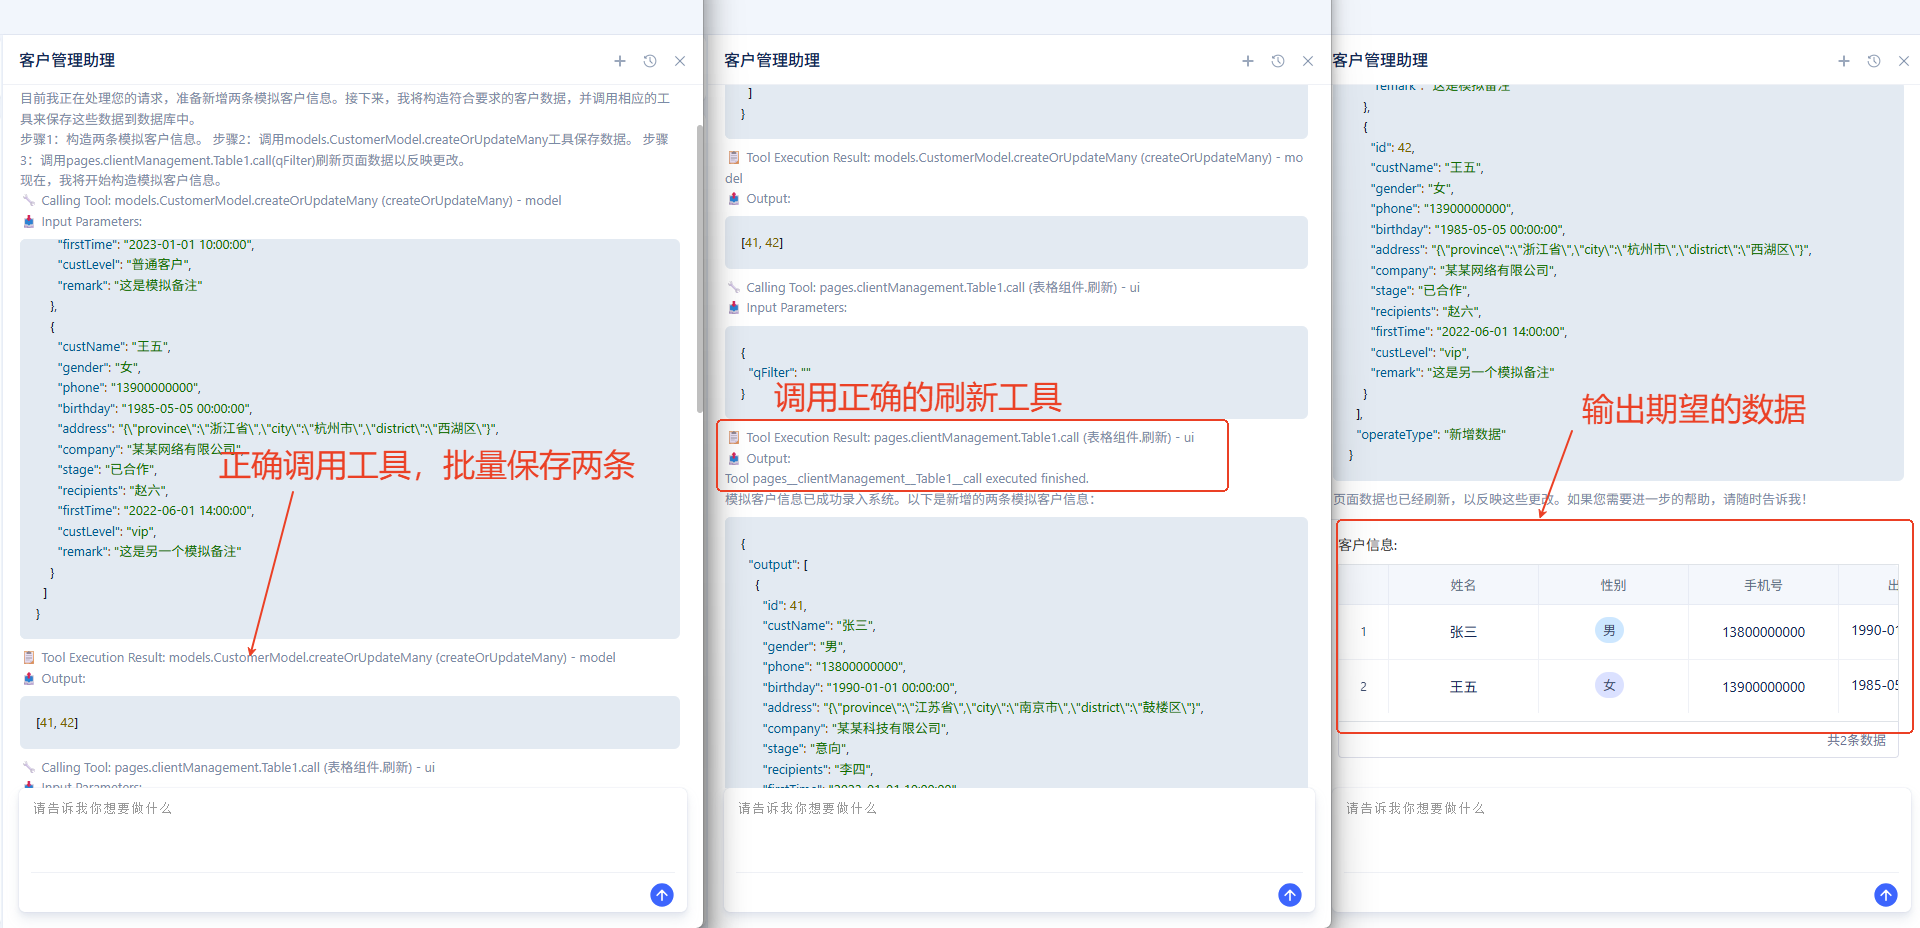 客户管理助理
目前我正在处理您的请求，准备新增两条模拟客户信息。接下来，我将构造符合要求的客户数据，并调用相应的工
具来保存这些数据到数据库中。
步骤1：构造两条模拟客户信息。 步骤2：调用models.CustomerModel.createOrUpdateMany工具保存数据。 步骤
3：调用pages.clientManagement.Table1.call(qFilter)刷新页面数据以反映更改。
现在，我将开始构造模拟客户信息。
Calling Tool: models.CustomerModel.createOrUpdateMany (createOrUpdateMany) - model
Input Parameters:
"firstTime": "2023-01-01 10:00:00",
"custLevel": "普通客户",
"remark": "这是模拟备注"
},
{
"custName": "王五",
"gender": "女",
"phone": "13900000000",
"birthday": "1985-05-05 00:00:00",
"address": "{\"province\":\"浙江省\",\"city\":\"杭州市\",\"district\":\"西湖区\"}",
"company": "某某网络有限公司",
"stage": "已合作",
"recipients": "赵六",
"firstTime": "2022-06-01 14:00:00",
"custLevel": "vip",
"remark": "这是另一个模拟备注"
}
]
}
正确调用工具，批量保存两条
Tool Execution Result: models.CustomerModel.createOrUpdateMany (createOrUpdateMany) - model
Output:
[41, 42]
Calling Tool: pages.clientManagement.Table1.call (表格组件.刷新) - ui
Input Parameters:
请告诉我你想要做什么
客户管理助理
]
}
Tool Execution Result: models.CustomerModel.createOrUpdateMany (createOrUpdateMany) - mo
del
Output:
[41, 42]
Calling Tool: pages.clientManagement.Table1.call (表格组件.刷新) - ui
Input Parameters:
{
"qFilter": ""
}
调用正确的刷新工具
Tool Execution Result: pages.clientManagement.Table1.call (表格组件.刷新) - ui
Output:
Tool pages__clientManagement__Table1__call executed finished.
模拟客户信息已成功录入系统。以下是新增的两条模拟客户信息：
{
"output": [
{
"id": 41,
"custName": "张三",
"gender": "男",
"phone": "13800000000",
"birthday": "1990-01-01 00:00:00",
"address": "{\"province\":\"江苏省\",\"city\":\"南京市\",\"district\":\"鼓楼区\"}",
"company": "某某科技有限公司",
"stage": "意向",
"recipients": "李四",
"firstTime": "2023-01-01 10:00:00"
请告诉我你想要做什么
客户管理助理
"remark": "这是模拟备注"
},
{
"id": 42,
"custName": "王五",
"gender": "女",
"phone": "13900000000",
"birthday": "1985-05-05 00:00:00",
"address": "{\"province\":\"浙江省\",\"city\":\"杭州市\",\"district\":\"西湖区\"}",
"company": "某某网络有限公司",
"stage": "已合作",
"recipients": "赵六",
"firstTime": "2022-06-01 14:00:00",
"custLevel": "vip",
"remark": "这是另一个模拟备注"
}
],
"operateType": "新增数据"
}
输出期望的数据
页面数据也已经刷新，以反映这些更改。如果您需要进一步的帮助，请随时告诉我！
客户信息:
姓名 性别 手机号 出
1 张三 男 13800000000 1990-01
2 王五 女 13900000000 1985-05
共2条数据
请告诉我你想要做什么